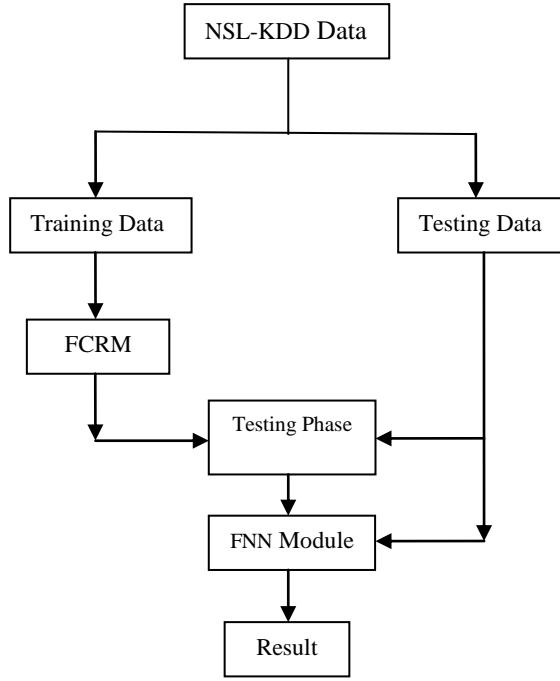 NSL-KDD Data
Training Data
Testing Data
FCRM
Testing Phase
FNN Module
Result